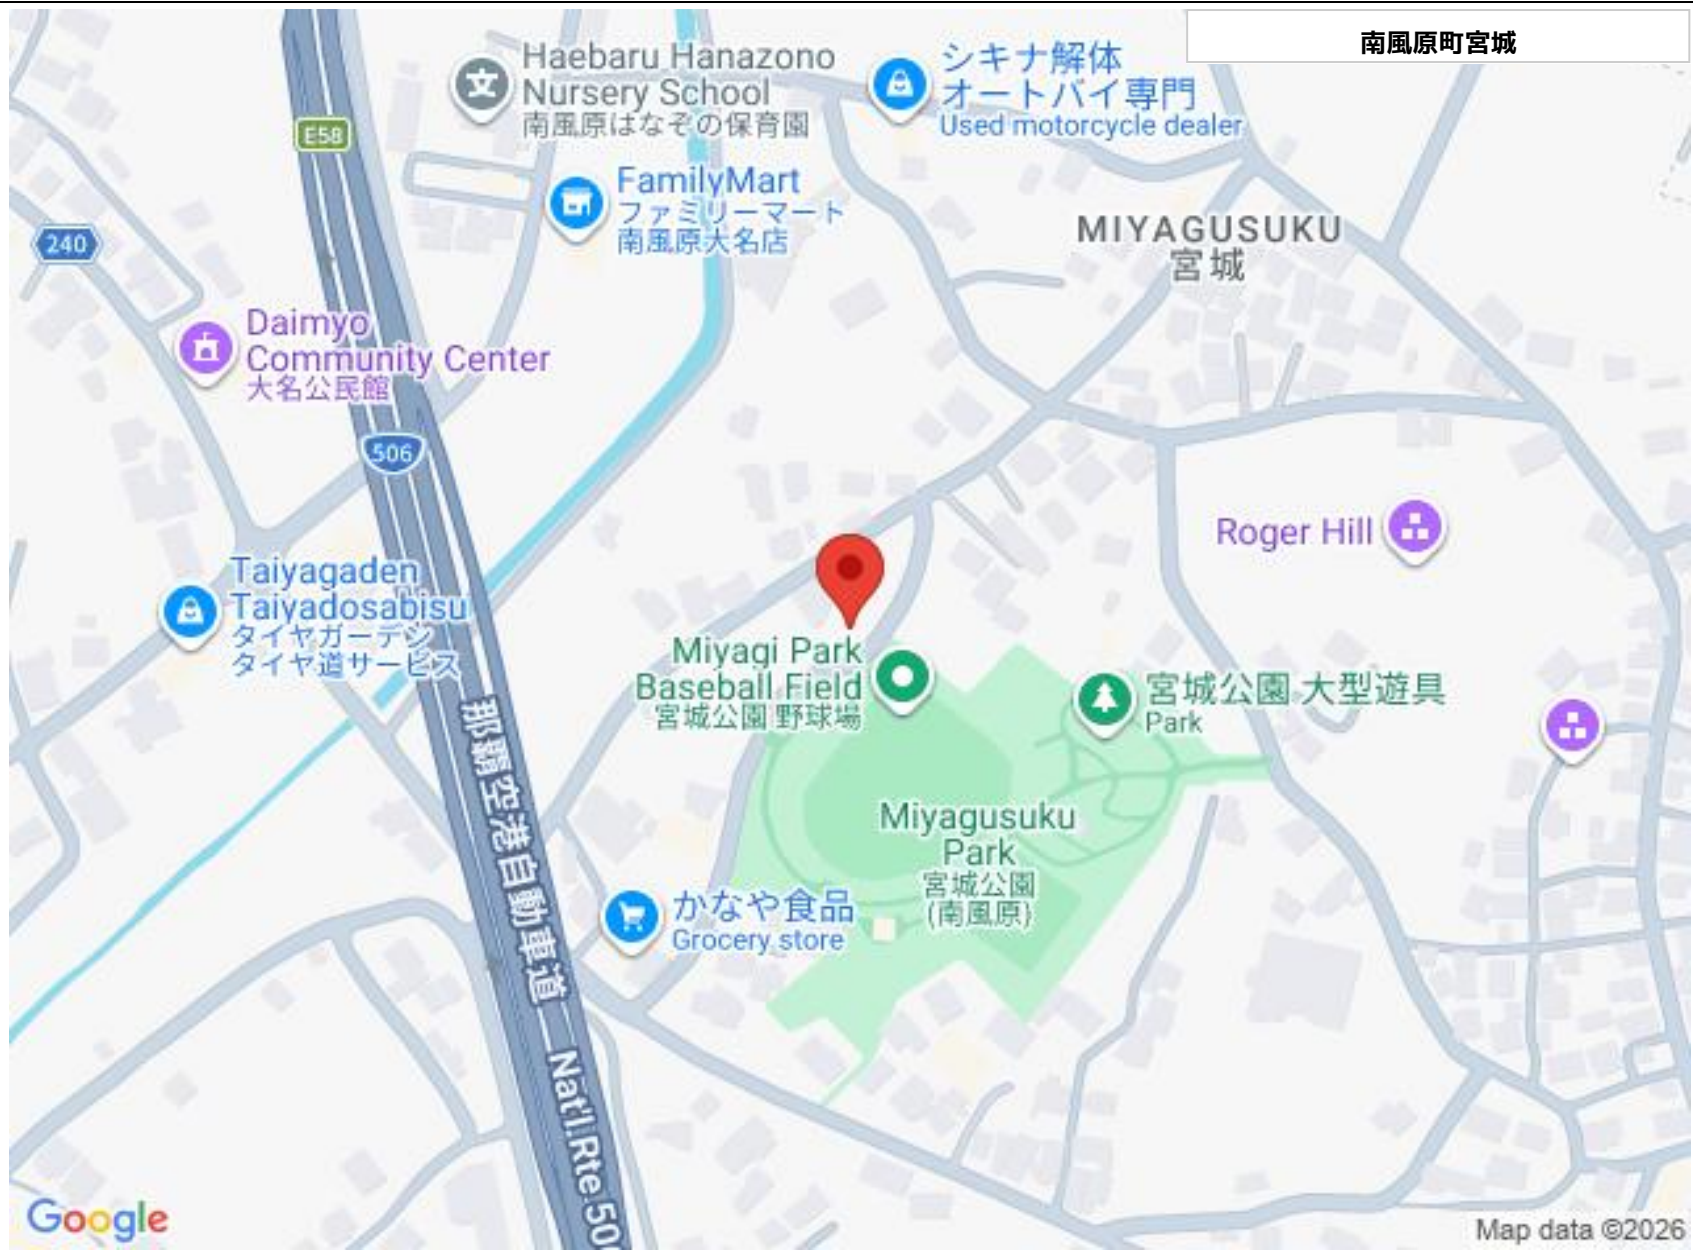 南風原町宮城
Haebaru Hanazono
Nursery School
南風原はなぞの保育園
シキナ解体
オートバイ専門
Used motorcycle dealer
E58
FamilyMart
ファミリーマート
南風原大名店
240
MIYAGUSUKU
宮城
Daimyo
Community Center
大名公民館
506
Roger Hill
Taiyagaden
Taiyadosabisu
タイヤガーデン
タイヤ道サービス
Miyagi Park
Baseball Field
宮城公園 野球場
宮城公園 大型遊具
Park
那覇空港自動車道
Miyagusuku
Park
宮城公園
(南風原)
かなや食品
Grocery store
Nat'l.Rte.506
Google
Map data ©2026